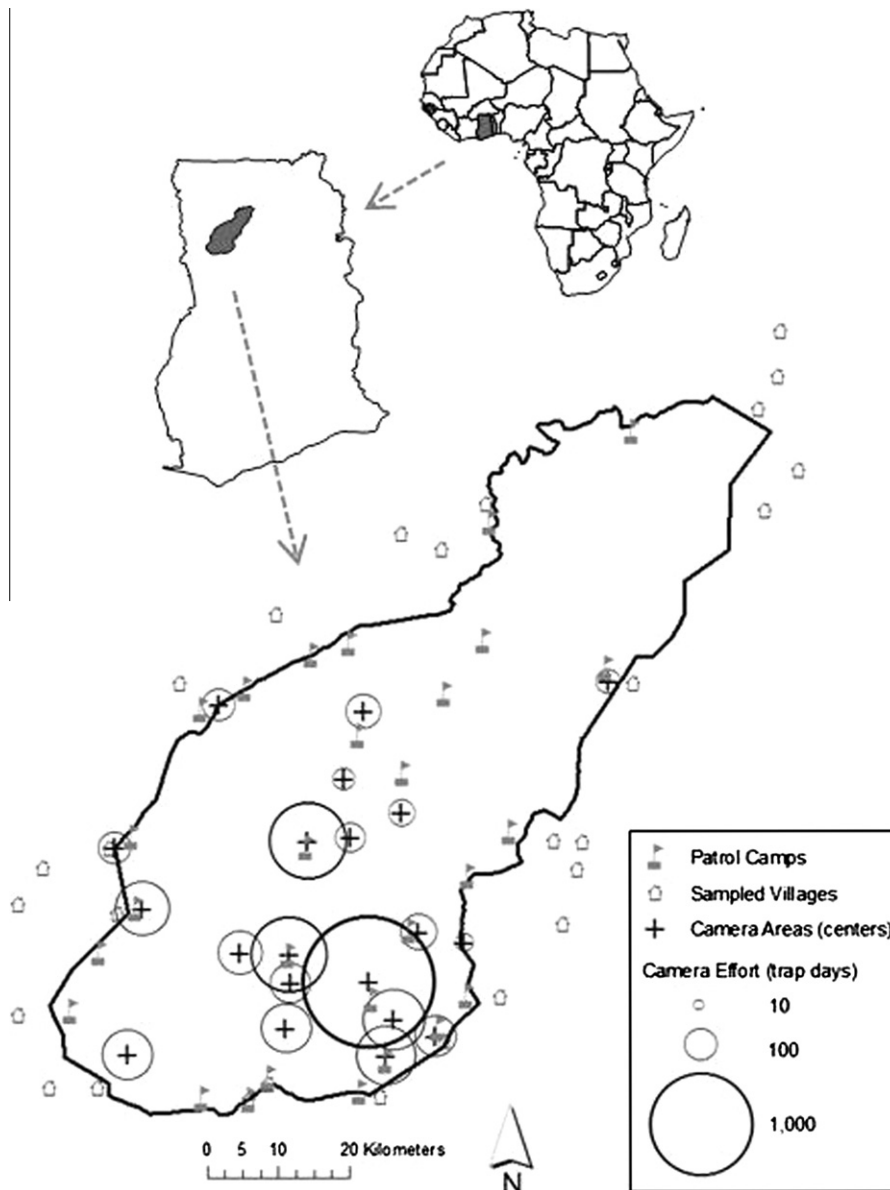 Patrol Camps
Sampled Villages
Camera Areas (centers)
Camera Effort (trap days)
10
100
1,000
0 5 10 20 Kilometers
N